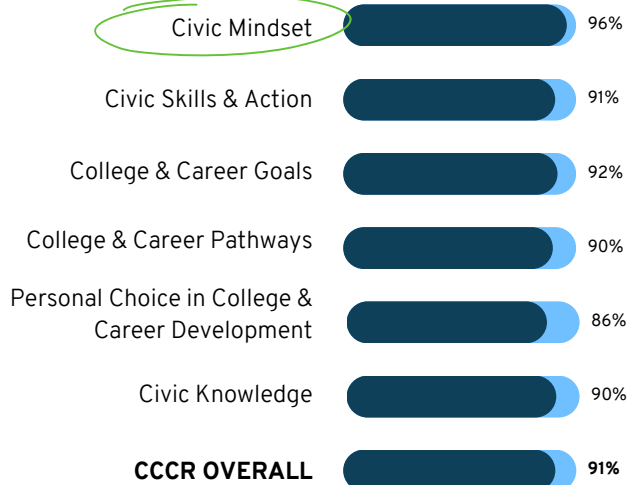 Civic Mindset 96%
Civic Skills & Action 91%
College & Career Goals 92%
College & Career Pathways 90%
Personal Choice in College &
Career Development 86%
Civic Knowledge 90%
CCCR OVERALL 91%